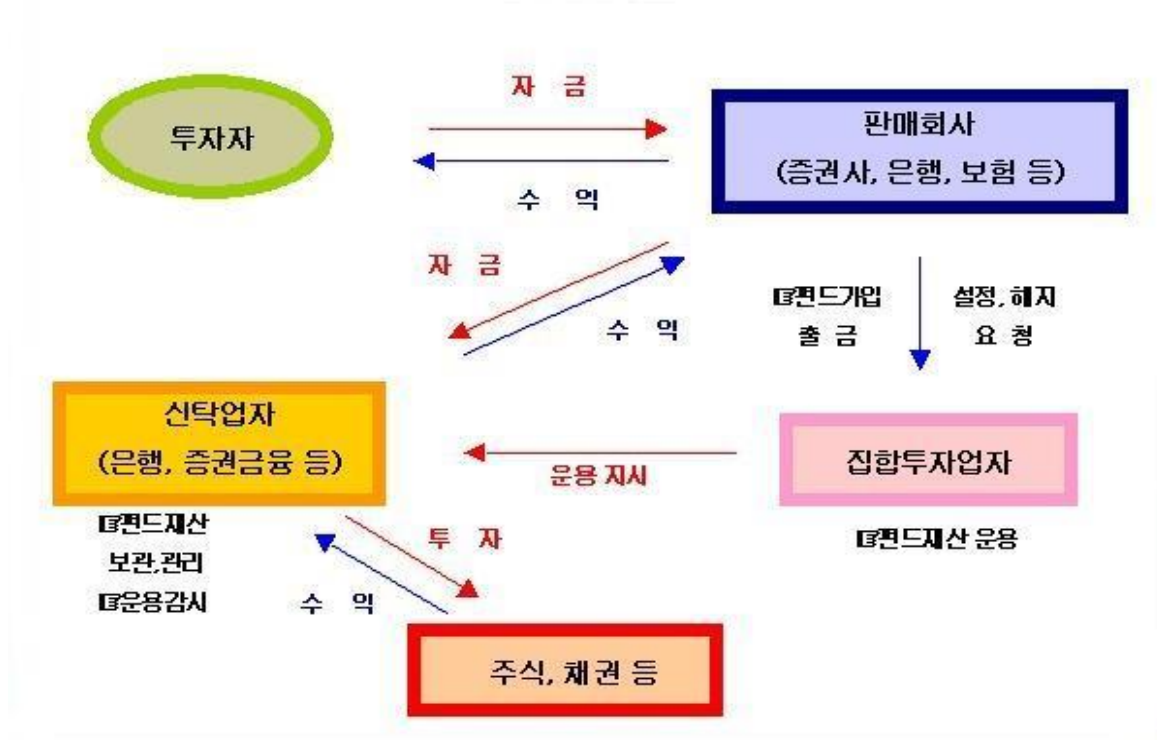 자 금
투자자
판매회사
(증권사, 은행, 보험 등)
수 익
자 금
수 익
☞펀드가입
출 금
설정, 해지
요 청
신탁업자
(은행, 증권금융 등)
운용 지시
집합투자업자
☞펀드재산
보관,관리
☞운용감시
투 자
수 익
☞펀드재산 운용
주식, 채권 등